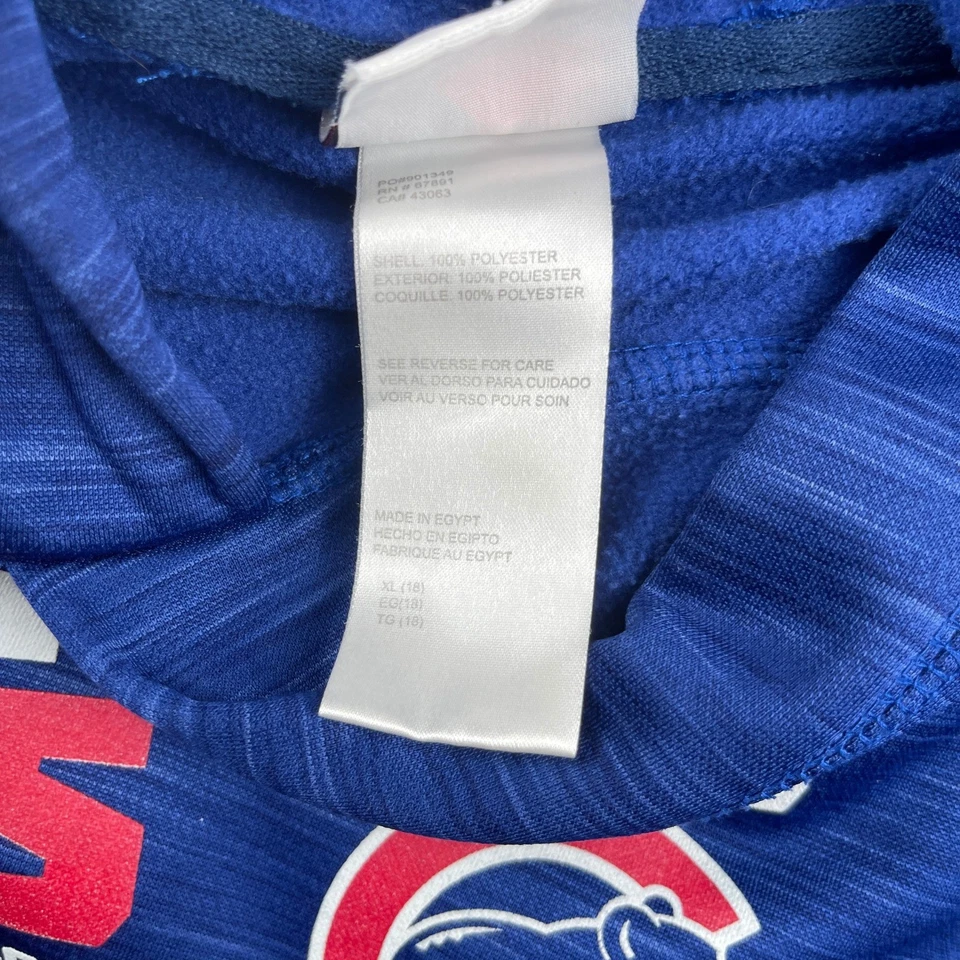 PO#901349
RN # 67891
CA# 43063
SHELL: 100% POLYESTER
EXTERIOR: 100% POLIESTER
COQUILLE: 100% POLYESTER
SEE REVERSE FOR CARE
VER AL DORSO PARA CUIDADO
VOIR AU VERSO POUR SOIN
MADE IN EGYPT
HECHO EN EGIPTO
FABRIQUE AU EGYPT
XL (18)
EG(18)
TG (18)